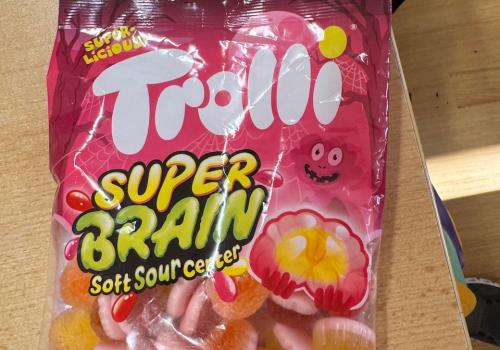 SUPER-
LICIOUS!
Trolli
SUPER
BRAIN
Soft Sour center